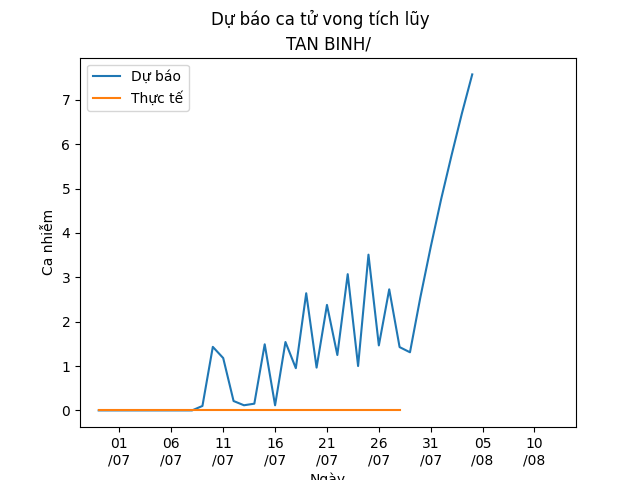 Dự báo ca tử vong tích lũy
TAN BINH/
Dự báo
Thực tế
Ca nhiễm
7
6
5
4
3
2
1
0
01 06 11 16 21 26 31 05 10
/07 /07 /07 /07 /07 /07 /07 /08 /08
Ngày